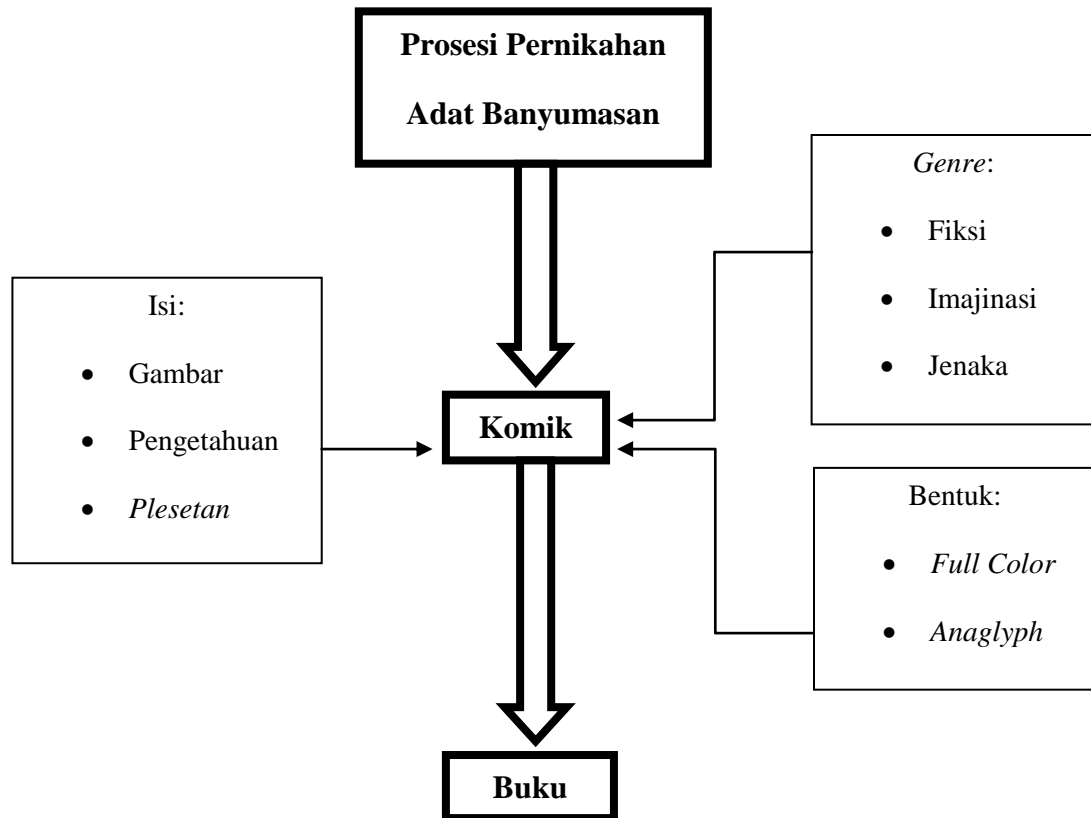 Prosesi Pernikahan
Adat Banyumasan
Genre:
• Fiksi
• Imajinasi
• Jenaka
Isi:
• Gambar
• Pengetahuan
• Plesetan
Komik
Bentuk:
• Full Color
• Anaglyph
Buku